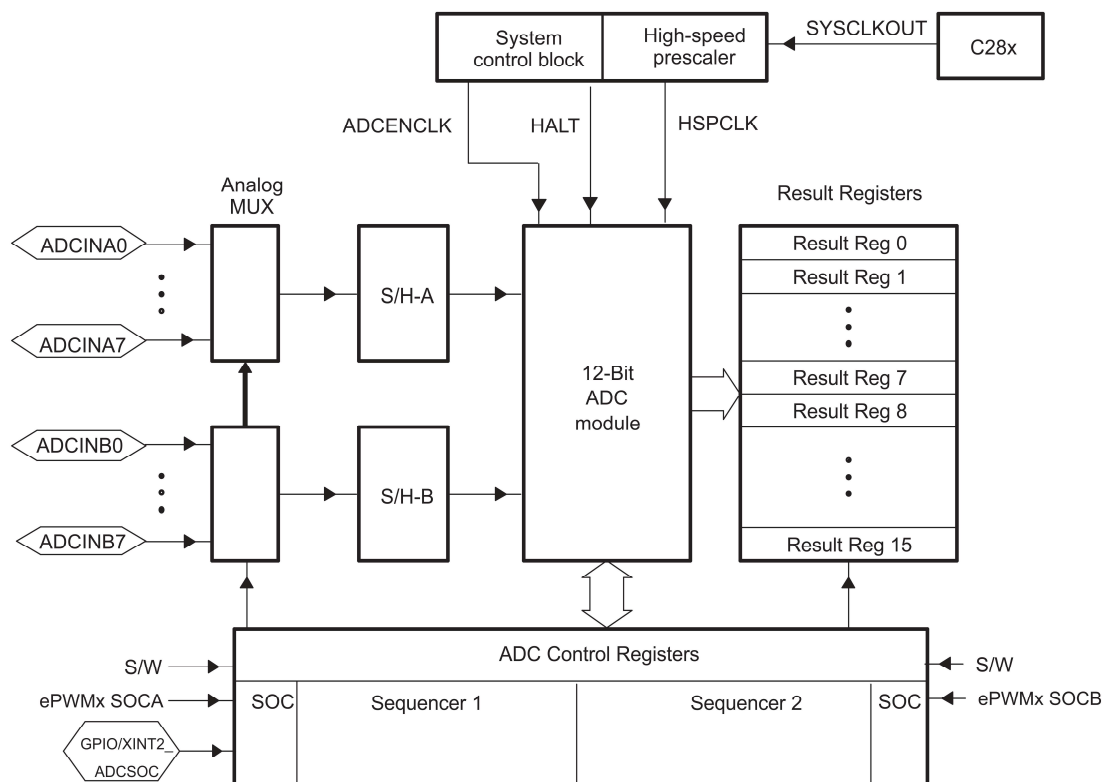 System
control block
High-speed
prescaler
SYSCLKOUT
C28x
ADCENCLK
HALT
HSPCLK
Analog
MUX
Result Registers
ADCINA0
ADCINA7
ADCINB0
ADCINB7
S/H-A
S/H-B
12-Bit
ADC
module
Result Reg 0
Result Reg 1
Result Reg 7
Result Reg 8
Result Reg 15
ADC Control Registers
S/W
S/W
ePWMx SOCA
SOC
Sequencer 1
Sequencer 2
SOC
ePWMx SOCB
GPIO/XINT2_
ADCSOC